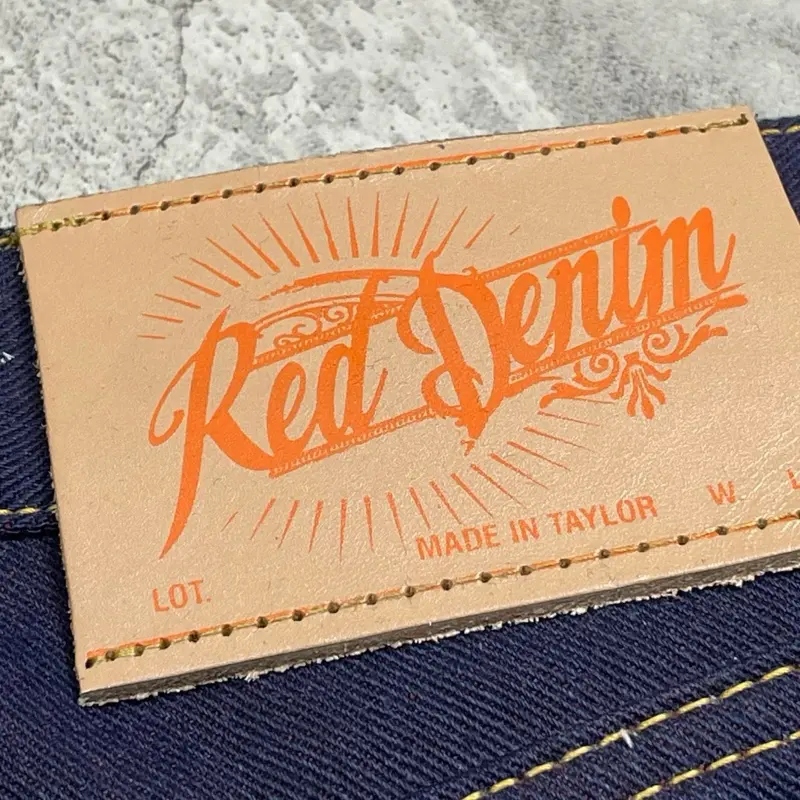 Red Denim
MADE IN TAYLOR W. L
LOT.